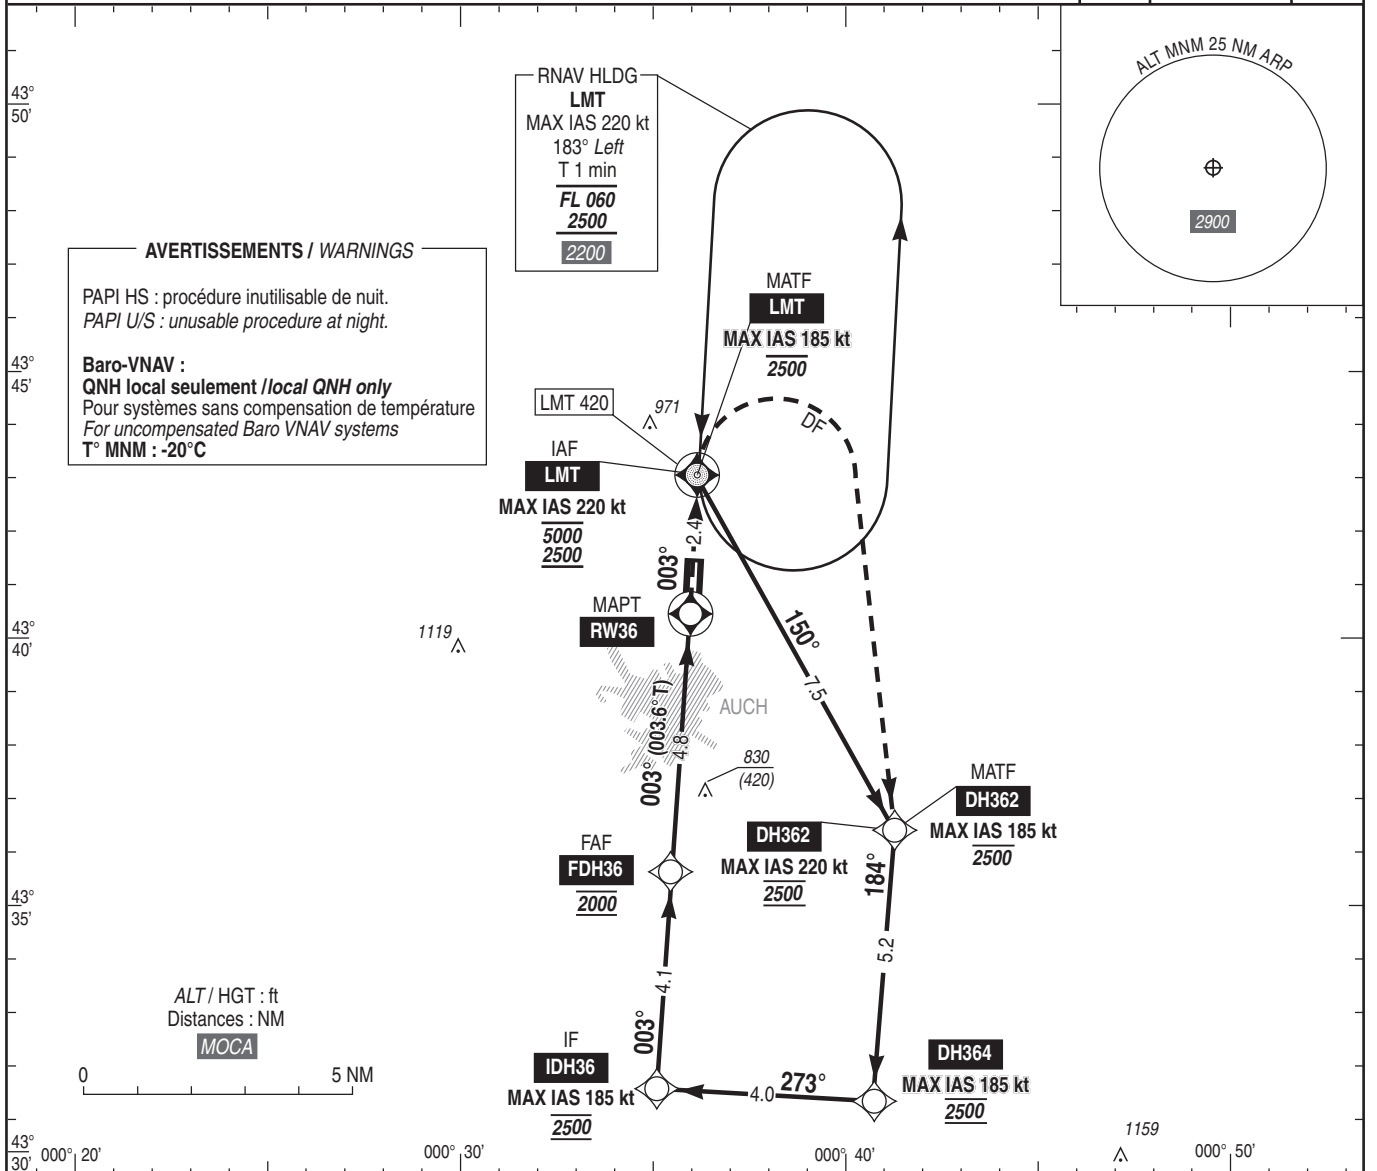 ALT MNM 25 NM ARP
2900
RNAV HLDG
LMT
MAX IAS 220 kt
183° Left
T 1 min
FL 060
2500
2200
43°
50'
AVERTISSEMENTS / WARNINGS
PAPI HS : procédure inutilisable de nuit.
PAPI U/S : unusable procedure at night.
Baro-VNAV :
QNH local seulement /local QNH only
Pour systèmes sans compensation de température
For uncompensated Baro VNAV systems
T° MNM : -20°C
MATF
LMT
MAX IAS 185 kt
2500
43°
45'
LMT 420
971
DF
IAF
LMT
MAX IAS 220 kt
5000
2500
2.4
003°
MAPT
RW36
1119
43°
40'
150°
7.5
AUCH
003° (003.6°T)
4.8
830
(420)
MATF
DH362
MAX IAS 185 kt
2500
DH362
MAX IAS 220 kt
2500
FAF
FDH36
2000
184°
43°
35'
5.2
4.1
003°
ALT / HGT : ft
Distances : NM
MOCA
0
5 NM
IF
IDH36
MAX IAS 185 kt
2500
4.0
273°
DH364
MAX IAS 185 kt
2500
1159
43°
30'
000° 20'
000° 30'
000° 40'
000° 50'